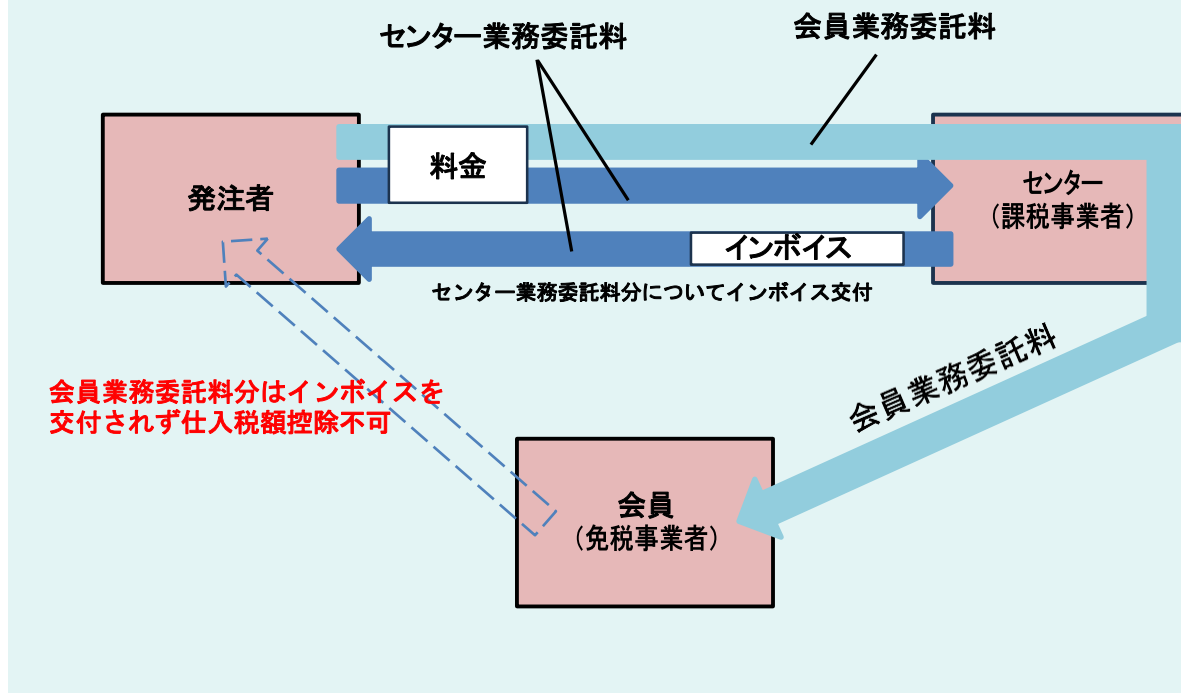 センター業務委託料
会員業務委託料
発注者
料金
センター
（課税事業者）
インボイス
センター業務委託料分についてインボイス交付
会員業務委託料
会員業務委託料分はインボイスを
交付されず仕入税額控除不可
会員
（免税事業者）